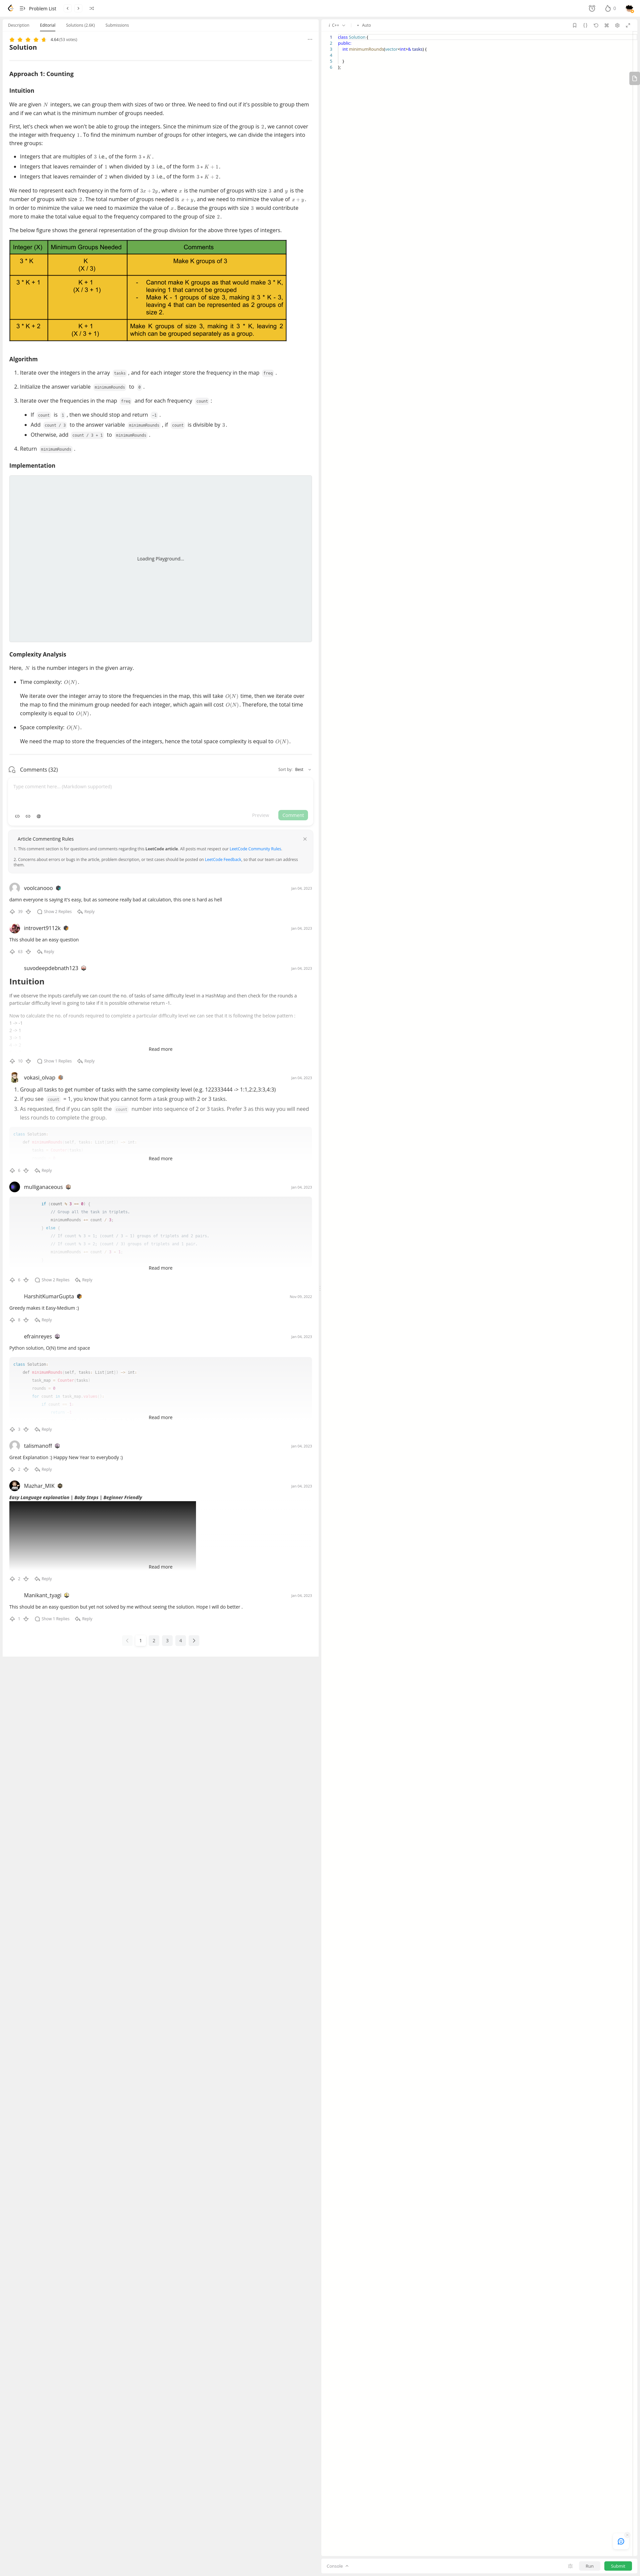 Problem List
0
Description
Editorial
Solutions (2.6K)
Submissions
C++
Auto
Solution
Approach 1: Counting
Intuition
We are given N integers, we can group them with sizes of two or three. We need to find out if it's possible to group them
and if we can what is the minimum number of groups needed.
First, let's check when we won't be able to group the integers. Since the minimum size of the group is 2, we cannot cover
the integer with frequency 1. To find the minimum number of groups for other integers, we can divide the integers into
three groups:
• Integers that are multiples of 3 i.e., of the form 3 * K.
• Integers that leaves remainder of 1 when divided by 3 i.e., of the form 3 * K + 1.
• Integers that leaves remainder of 2 when divided by 3 i.e., of the form 3 * K + 2.
We need to represent each frequency in the form of 3x + 2y, where x is the number of groups with size 3 and y is the
number of groups with size 2. The total number of groups needed is x + y, and we need to minimize the value of x + y.
In order to minimize the value we need to maximize the value of x. Because the groups with size 3 would contribute
more to make the total value equal to the frequency compared to the group of size 2.
The below figure shows the general representation of the group division for the above three types of integers.
Integer (X) Minimum Groups Needed Comments
3 * K
K
(X / 3)
Make K groups of 3
3 * K + 1
K + 1
(X / 3 + 1)
- Cannot make K groups as that would make 3 * K,
leaving 1 that cannot be grouped
- Make K - 1 groups of size 3, making it 3 * K - 3,
leaving 4 that can be represented as 2 groups of
size 2.
3 * K + 2
K + 1
(X / 3 + 1)
Make K groups of size 3, making it 3 * K, leaving 2
which can be grouped separately as a group.
Algorithm
1. Iterate over the integers in the array tasks, and for each integer store the frequency in the map freq.
2. Initialize the answer variable minimumRounds to 0.
3. Iterate over the frequencies in the map freq and for each frequency count:
• If count is 1, then we should stop and return -1.
• Add count / 3 to the answer variable minimumRounds, if count is divisible by 3.
• Otherwise, add count / 3 + 1 to minimumRounds.
4. Return minimumRounds.
Implementation
Loading Playground...
Complexity Analysis
Here, N is the number integers in the given array.
• Time complexity: O(N).
We iterate over the integer array to store the frequencies in the map, this will take O(N) time, then we iterate over
the map to find the minimum group needed for each integer, which again will cost O(N). Therefore, the total time
complexity is equal to O(N).
• Space complexity: O(N).
We need the map to store the frequencies of the integers, hence the total space complexity is equal to O(N).
Comments (32)
Sort by: Best
Type comment here... (Markdown supported)
Preview
Comment
Article Commenting Rules
1. This comment section is for questions and comments regarding this LeetCode article. All posts must respect our LeetCode Community Rules.
2. Concerns about errors or bugs in the article, problem description, or test cases should be posted on LeetCode Feedback, so that our team can address
them.
voolcanooo
Jan 04, 2023
damn everyone is saying it's easy, but as someone really bad at calculation, this one is hard as hell
Show 2 Replies
Reply
introvert9112k
Jan 04, 2023
This should be an easy question
Reply
suvodeepdebnath123
Jan 04, 2023
Intuition
If we observe the inputs carefully we can count the no. of tasks of same difficulty level in a HashMap and then check for the rounds a
particular difficulty level is going to take if it is possible otherwise return -1.
Now to calculate the no. of rounds required to complete a particular difficulty level we can see that it is following the below pattern :
Read more
10
Show 1 Replies
Reply
vokasi_olvap
Jan 04, 2023
1. Group all tasks to get number of tasks with the same complexity level (e.g. 122333444 -> 1:1,2:2,3:3,4:3)
2. If you see count = 1, you know that you cannot form a task group with 2 or 3 tasks.
3. As requested, find if you can split the count number into sequence of 2 or 3 tasks. Prefer 3 as this way you will need
less rounds to complete the group.
class Solution:
def minimumRounds(self, tasks: List[int]) -> int:
Read more
Reply
mulliganaceous
Jan 04, 2023
if (count % 3 == 0) {
// Group all the task in triplets.
minimumRounds += count / 3;
} else {
Read more
Show 2 Replies
Reply
HarshitKumarGupta
Nov 05, 2022
Greedy makes it Easy-Medium :)
Reply
efrainreyes
Jan 04, 2023
Python solution, O(N) time and space
class Solution:
def minimumRounds(self, tasks: List[int]) -> int:
task_map = Counter(tasks)
rounds = 0
Read more
3
Reply
talismanoff
Jan 04, 2023
Great Explanation :) Happy New Year to everybody :)
2
Reply
Mazhar_MIK
Jan 04, 2023
Easy Language explanation | Baby Steps | Beginner Friendly
Read more
2
Reply
Manikant_tyagi
Jan 04, 2023
This should be an easy question but yet not solved by me without seeing the solution. Hope I will do better .
1
Show 1 Replies
Reply
1
2
3
4
1 class Solution {
2 public:
3 int minimumRounds(vector<int>& tasks) {
4
5 }
6 };
Console
Run
Submit